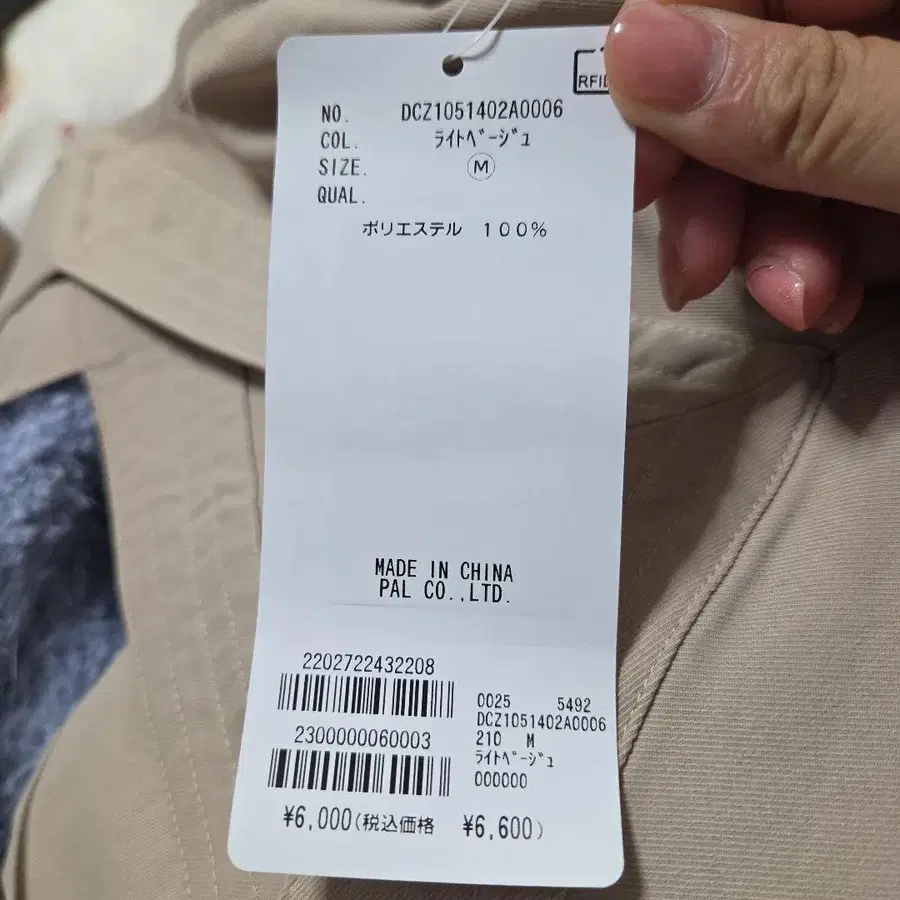 RFID
NO. DCZ1051402A0006
COL. ﾗｲﾄﾍﾞｰｼﾞｭ
SIZE. M
QUAL.
ポリエステル 100%
MADE IN CHINA
PAL CO.,LTD.
2202722432208
2300000060003
0025 5492
DCZ1051402A0006
210 M
ﾗｲﾄﾍﾞｰｼﾞｭ
000000
¥6,000(税込価格 ¥6,600)